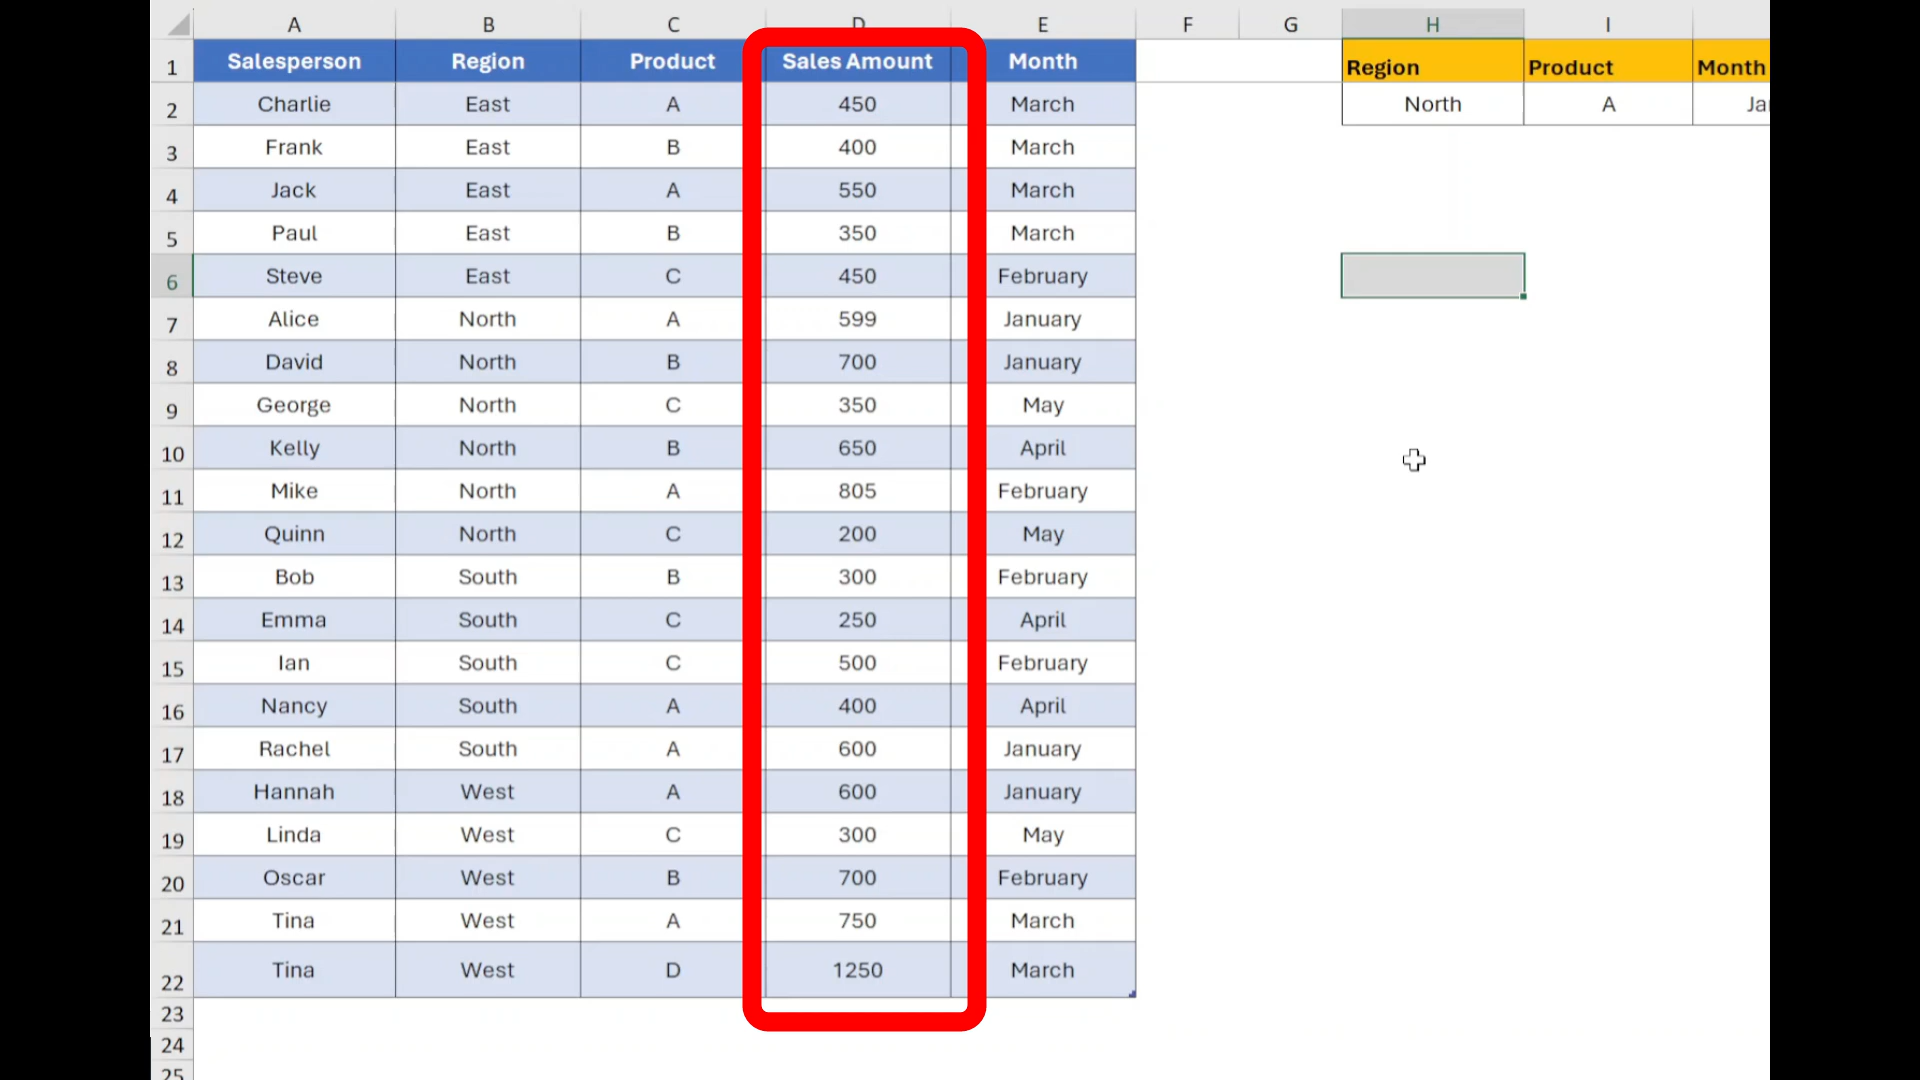 A B C D E F G H I
1 Salesperson Region Product Sales Amount Month Region Product Month
2 Charlie East A 450 March North A Ja
3 Frank East B 400 March
4 Jack East A 550 March
5 Paul East B 350 March
6 Steve East C 450 February
7 Alice North A 599 January
8 David North B 700 January
9 George North C 350 May
10 Kelly North B 650 April
11 Mike North A 805 February
12 Quinn North C 200 May
13 Bob South B 300 February
14 Emma South C 250 April
15 Ian South C 500 February
16 Nancy South A 400 April
17 Rachel South A 600 January
18 Hannah West A 600 January
19 Linda West C 300 May
20 Oscar West B 700 February
21 Tina West A 750 March
22 Tina West D 1250 March
23
24
25